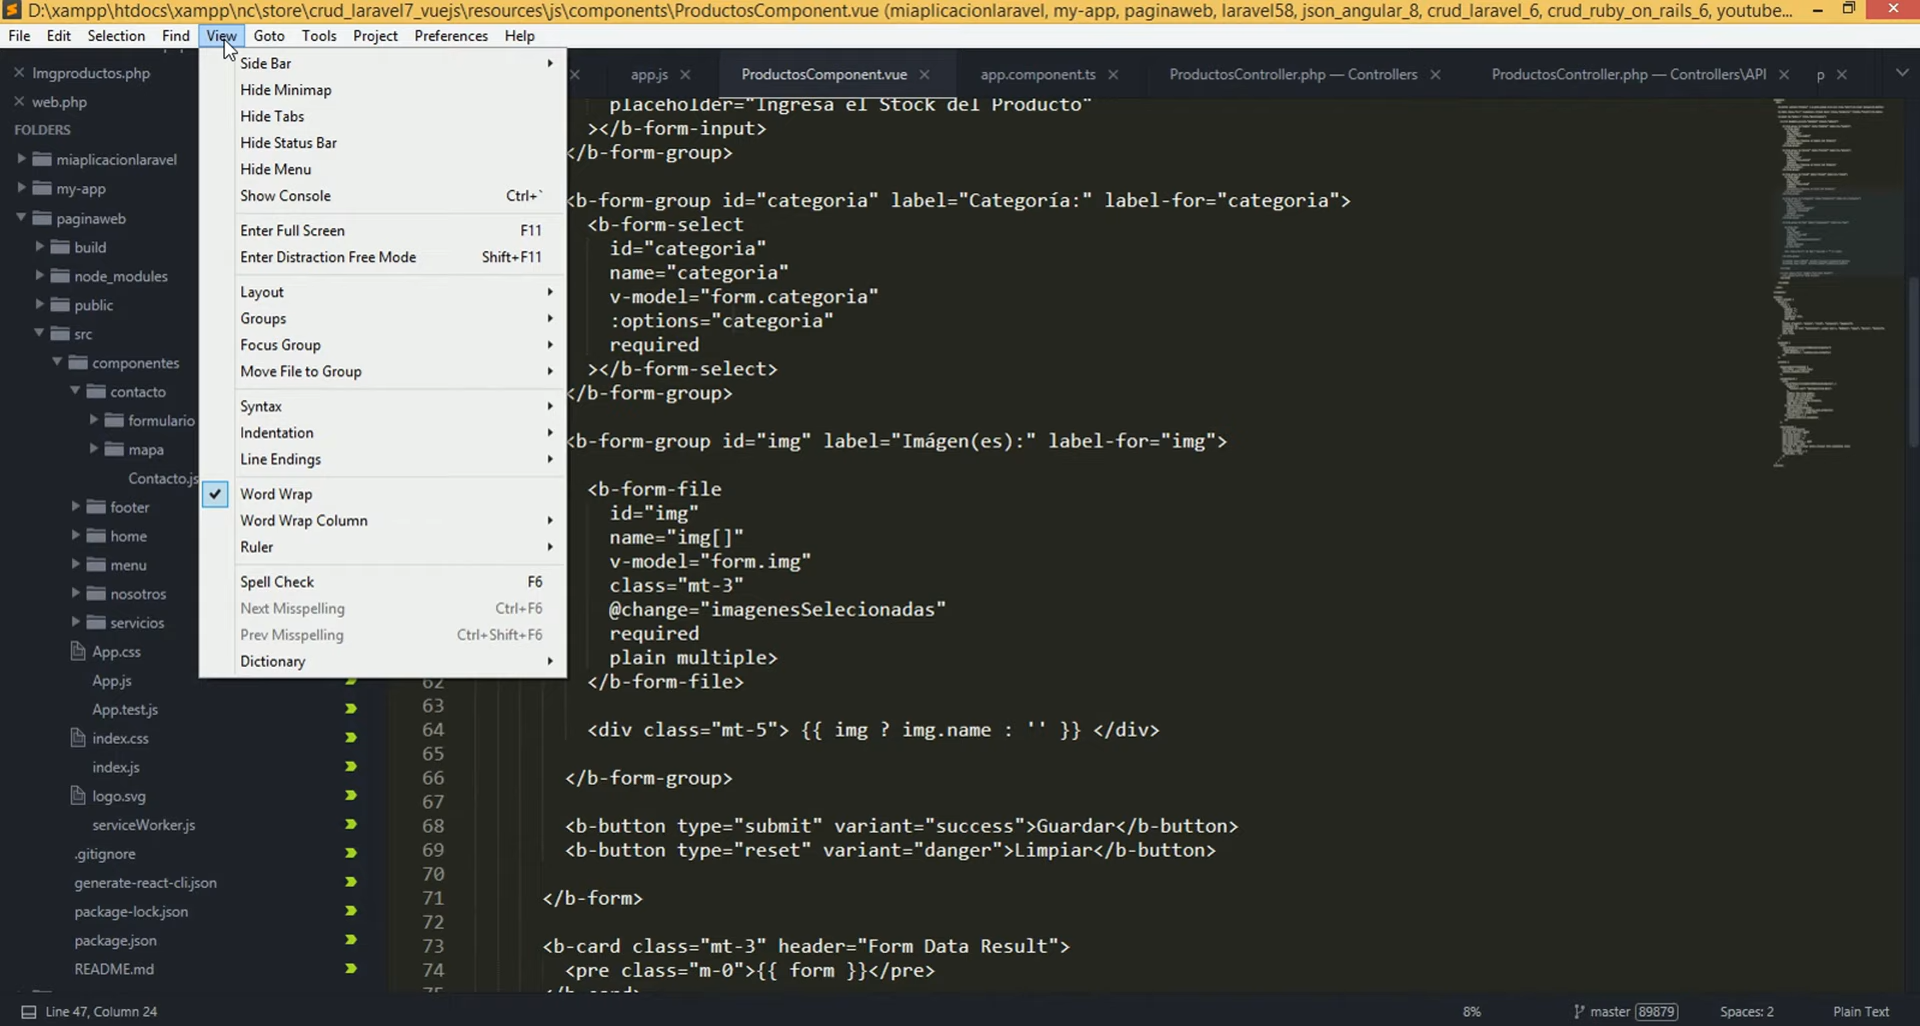 D:\xampp\htdocs\xampp\nc\store\crud_laravel7_vuejs\resources\js\components\ProductosComponent.vue (miaplicacionlaravel, my-app, paginaweb, laravel58, json_angular_8, crud_laravel_6, crud_ruby_on_rails_6, youtube...
File Edit Selection Find View Goto Tools Project Preferences Help
Imgproductos.php
web.php
FOLDERS
miaplicacionlaravel
my-app
paginaweb
build
node_modules
public
src
componentes
contacto
formulario
mapa
Contacto.js
footer
home
menu
nosotros
servicios
App.css
App.js
App.test.js
index.css
index.js
logo.svg
serviceWorker.js
.gitignore
generate-react-cli.json
package-lock.json
package.json
README.md
Side Bar
Hide Minimap
Hide Tabs
Hide Status Bar
Hide Menu
Show Console Ctrl+`
Enter Full Screen F11
Enter Distraction Free Mode Shift+F11
Layout
Groups
Focus Group
Move File to Group
Syntax
Indentation
Line Endings
Word Wrap
Word Wrap Column
Ruler
Spell Check F6
Next Misspelling Ctrl+F6
Prev Misspelling Ctrl+Shift+F6
Dictionary
app.js ProductosComponent.vue app.component.ts ProductosController.php — Controllers ProductosController.php — Controllers\API p
placeholder="Ingresa el Stock del Producto"
></b-form-input>
</b-form-group>
<b-form-group id="categoria" label="Categoría:" label-for="categoria">
<b-form-select
id="categoria"
name="categoria"
v-model="form.categoria"
:options="categoria"
required
></b-form-select>
</b-form-group>
<b-form-group id="img" label="Imágen(es):" label-for="img">
<b-form-file
id="img"
name="img[]"
v-model="form.img"
class="mt-3"
@change="imagenesSelecionadas"
required
plain multiple>
62 </b-form-file>
63
64 <div class="mt-5"> {{ img ? img.name : '' }} </div>
65
66 </b-form-group>
67
68 <b-button type="submit" variant="success">Guardar</b-button>
69 <b-button type="reset" variant="danger">Limpiar</b-button>
70
71 </b-form>
72
73 <b-card class="mt-3" header="Form Data Result">
74 <pre class="m-0">{{ form }}</pre>
75 </b-card>
Line 47, Column 24 8% master 89879 Spaces: 2 Plain Text